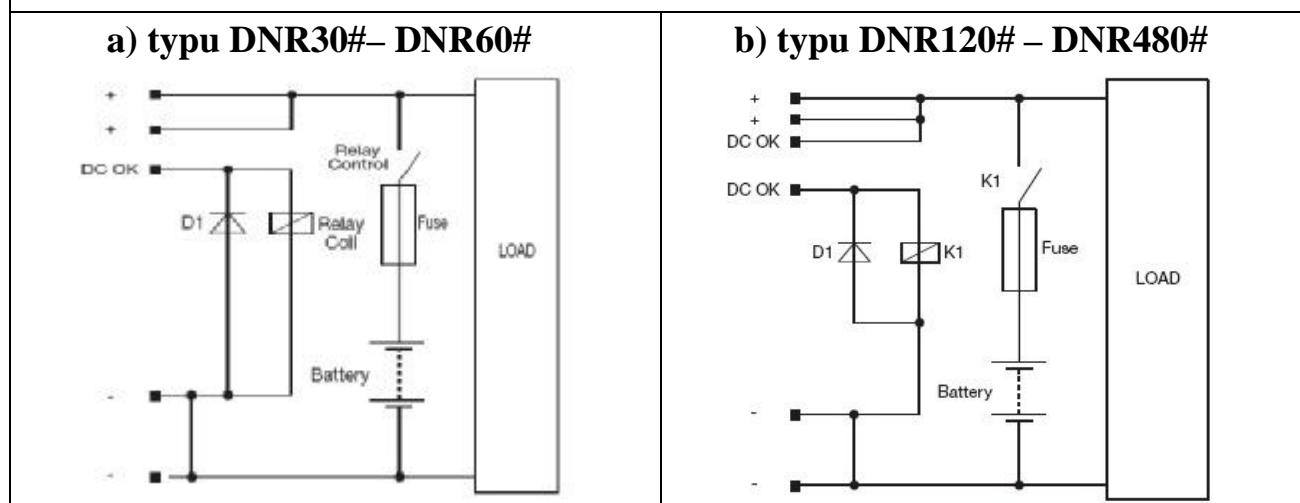 a) typu DNR30#– DNR60#
+
+
DC OK
Relay
Control
D1
Relay
Coil
Fuse
LOAD
Battery
-
-
b) typu DNR120# – DNR480#
+
+
DC OK
DC OK
K1
D1
K1
Fuse
LOAD
Battery
-
-